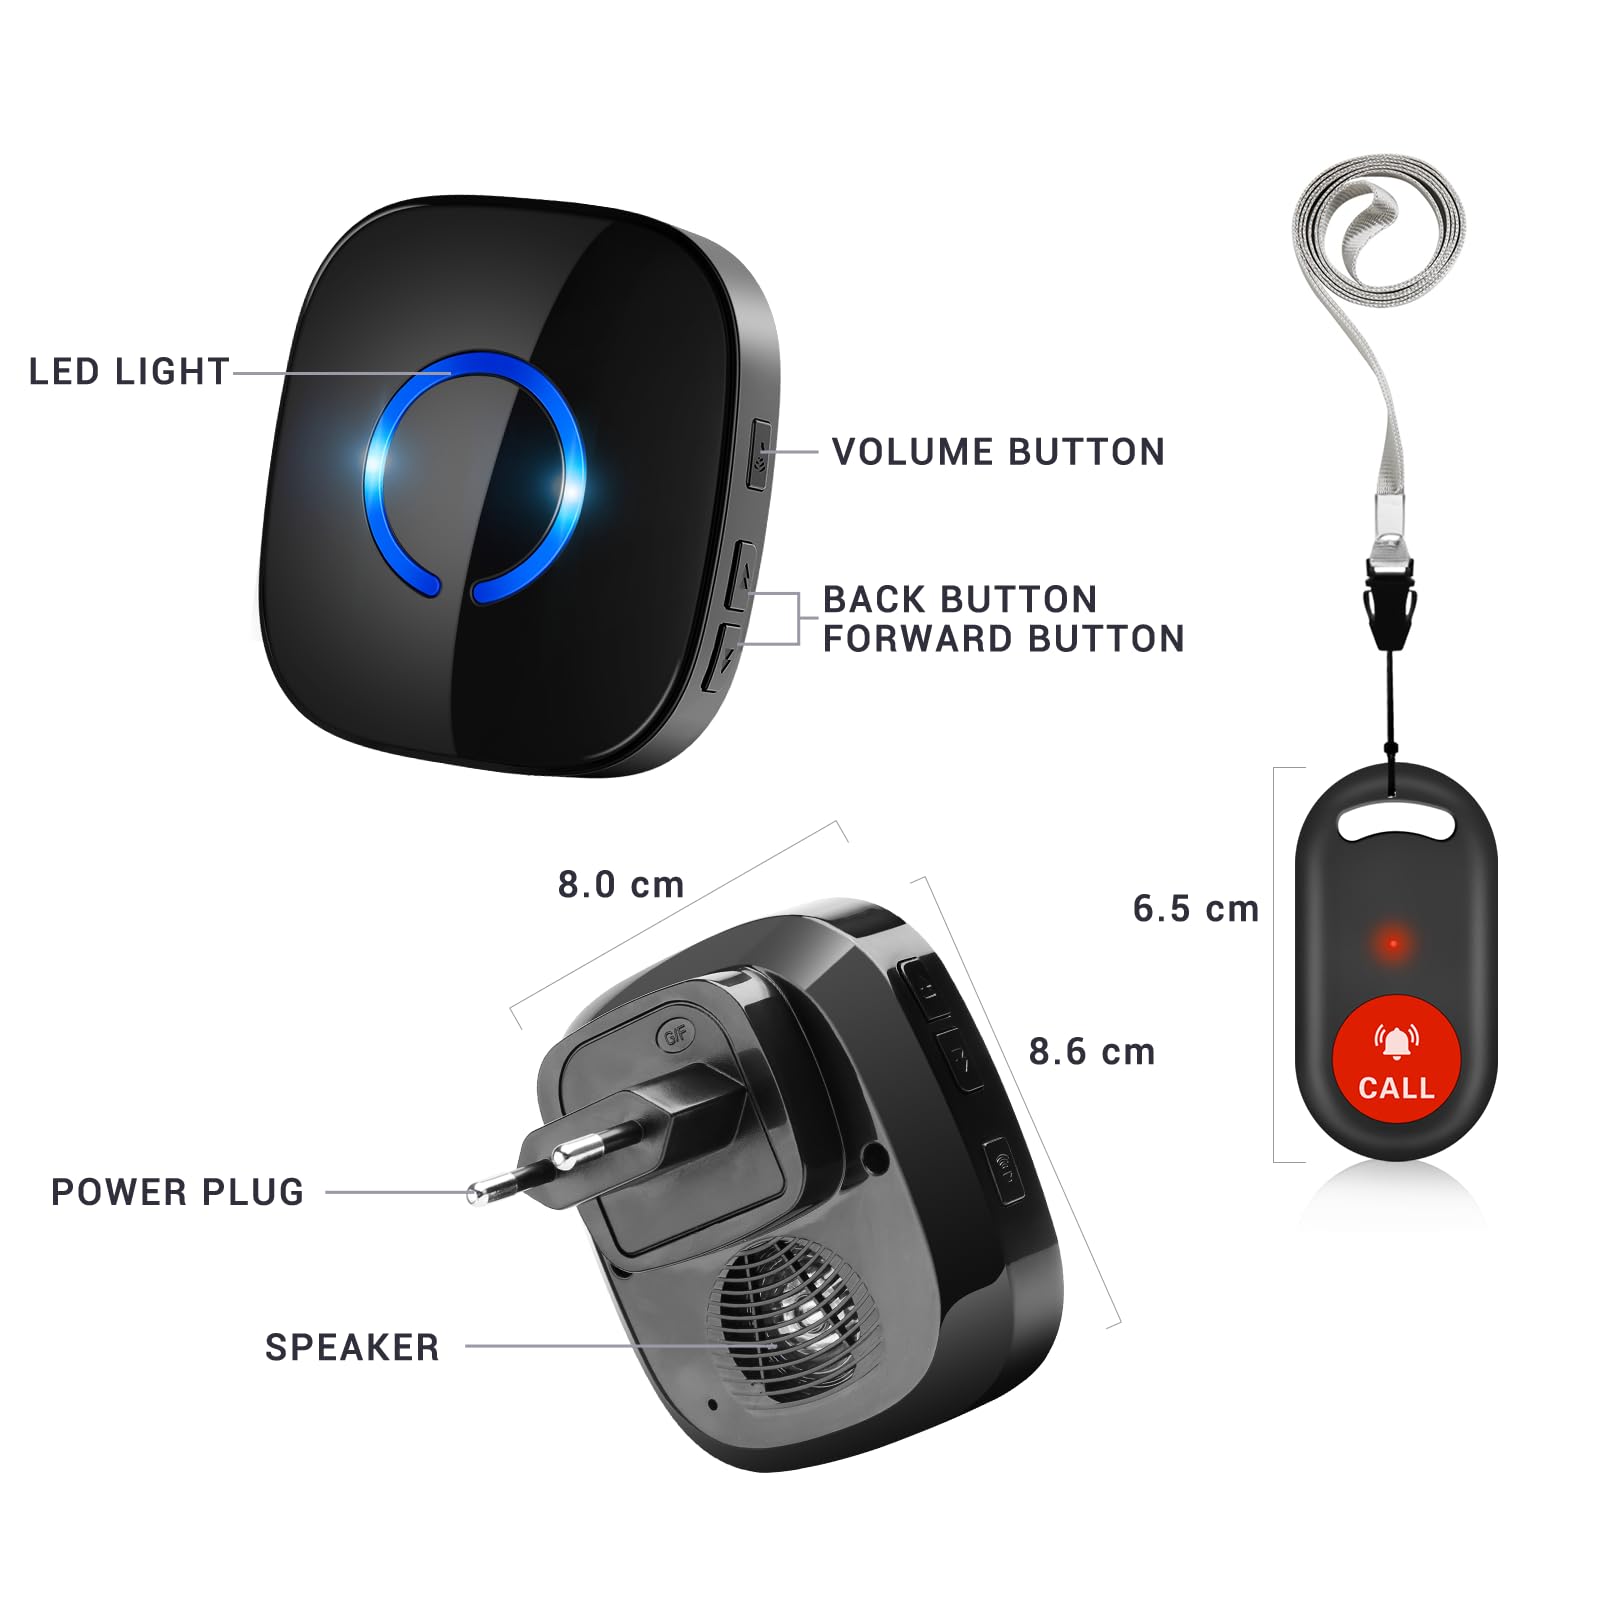 LED LIGHT
VOLUME BUTTON
BACK BUTTON
FORWARD BUTTON
8.0 cm
6.5 cm
8.6 cm
G/F
CALL
POWER PLUG
SPEAKER